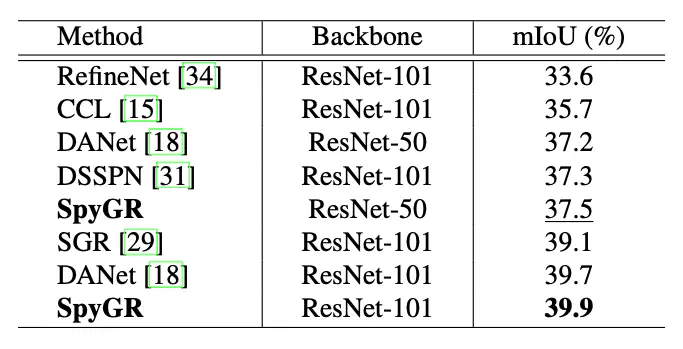 Method Backbone mIoU (%)
RefineNet [34] ResNet-101 33.6
CCL [15] ResNet-101 35.7
DANet [18] ResNet-50 37.2
DSSPN [31] ResNet-101 37.3
SpyGR ResNet-50 37.5
SGR [29] ResNet-101 39.1
DANet [18] ResNet-101 39.7
SpyGR ResNet-101 39.9